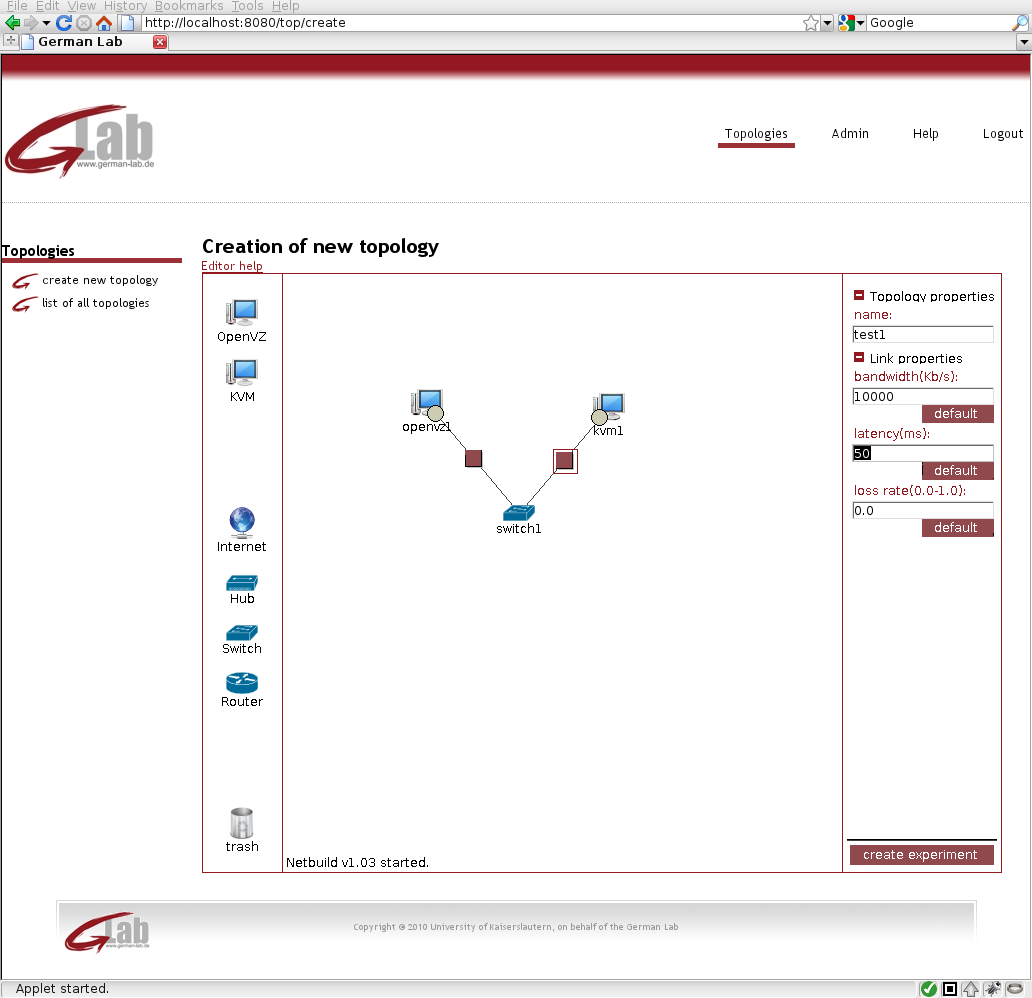 File Edit View History Bookmarks Tools Help
http://localhost:8080/top/create
Google
German Lab
GLab
www.german-lab.de
Topologies Admin Help Logout
Topologies
create new topology
list of all topologies
Creation of new topology
Editor help
OpenVZ
KVM
Internet
Hub
Switch
Router
trash
openvz1
kvm1
switch1
Netbuild v1.03 started.
Topology properties
name:
test1
Link properties
bandwidth(Kb/s):
10000
default
latency(ms):
50
default
loss rate(0.0-1.0):
0.0
default
create experiment
GLab
www.german-lab.de
Copyright © 2010 University of Kaiserslautern, on behalf of the German Lab
Applet started.